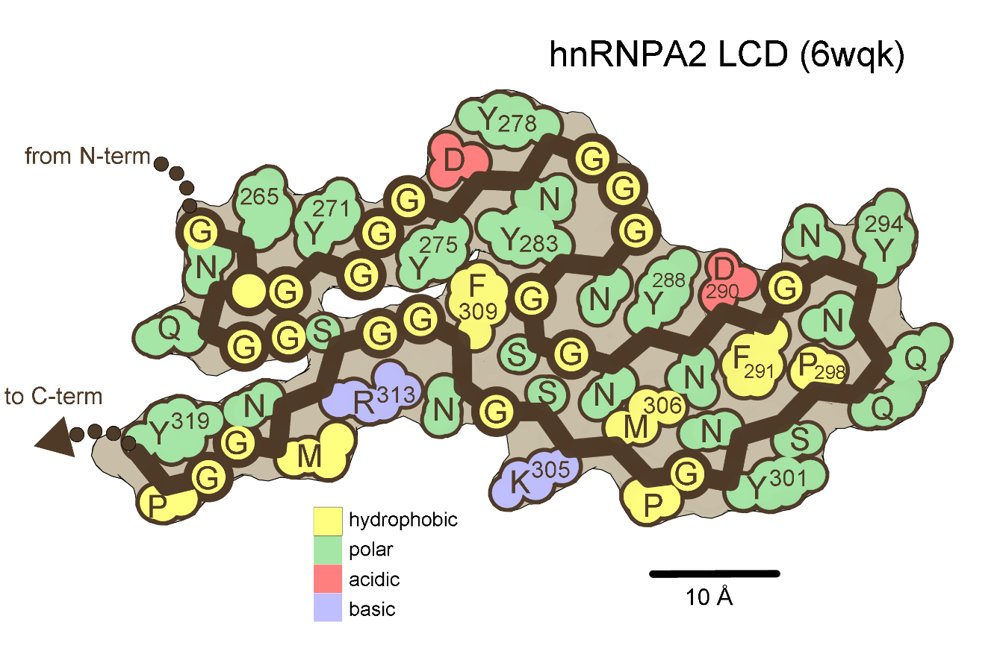 hnRNPA2 LCD (6wqk)
Y278
from N-term
D
G
G
N
G
265
271
Y
G
G
G
G
Y283
275
Y
N
294
Y
N
F
309
288
Y
D
290
G
G
G
G
N
N
Q
G
G
S
G
G
S
G
F291
P298
Q
N
to C-term
R313
N
S
N
306
M
Q
Y319
N
G
N
S
G
M
K305
G
Y301
G
P
P
hydrophobic
polar
acidic
basic
10 Å